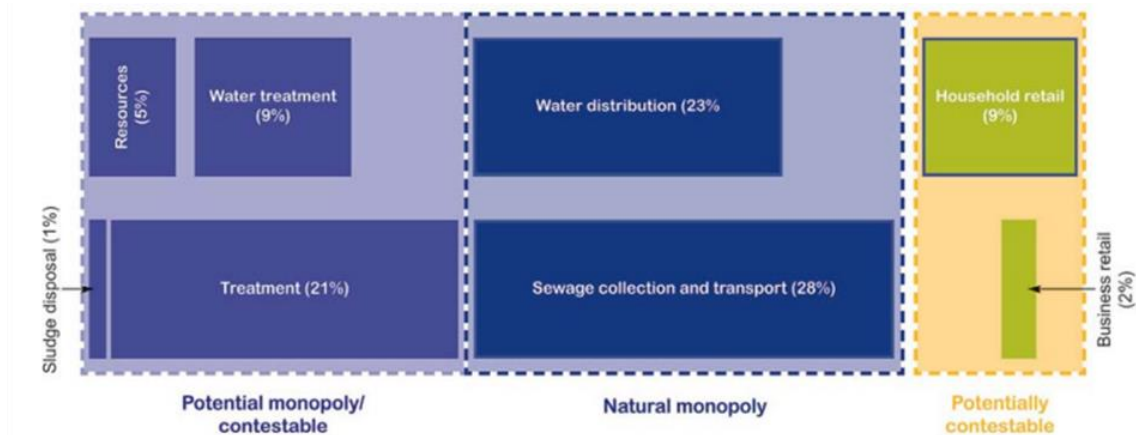 Resources
(5%)
Water treatment
(9%)
Water distribution (23%
Household retail
(9%)
Sludge disposal (1%)
Treatment (21%)
Sewage collection and transport (28%)
Business retail
(2%)
Potential monopoly/
contestable
Natural monopoly
Potentially
contestable